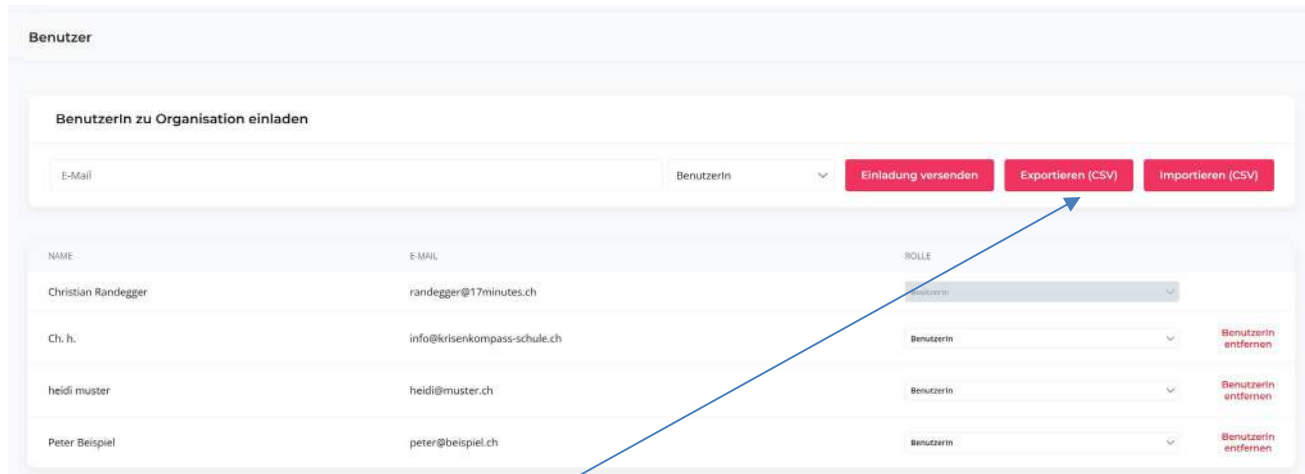 Benutzer
BenutzerIn zu Organisation einladen
E-Mail BenutzerIn Einladung versenden Exportieren (CSV) Importieren (CSV)
NAME E-MAIL ROLLE
Christian Randegger randegger@17minutes.ch BenutzerIn
Ch. h. info@krisenkompass-schule.ch BenutzerIn BenutzerIn
entfernen
heidi muster heidi@muster.ch BenutzerIn BenutzerIn
entfernen
Peter Beispiel peter@beispiel.ch BenutzerIn BenutzerIn
entfernen